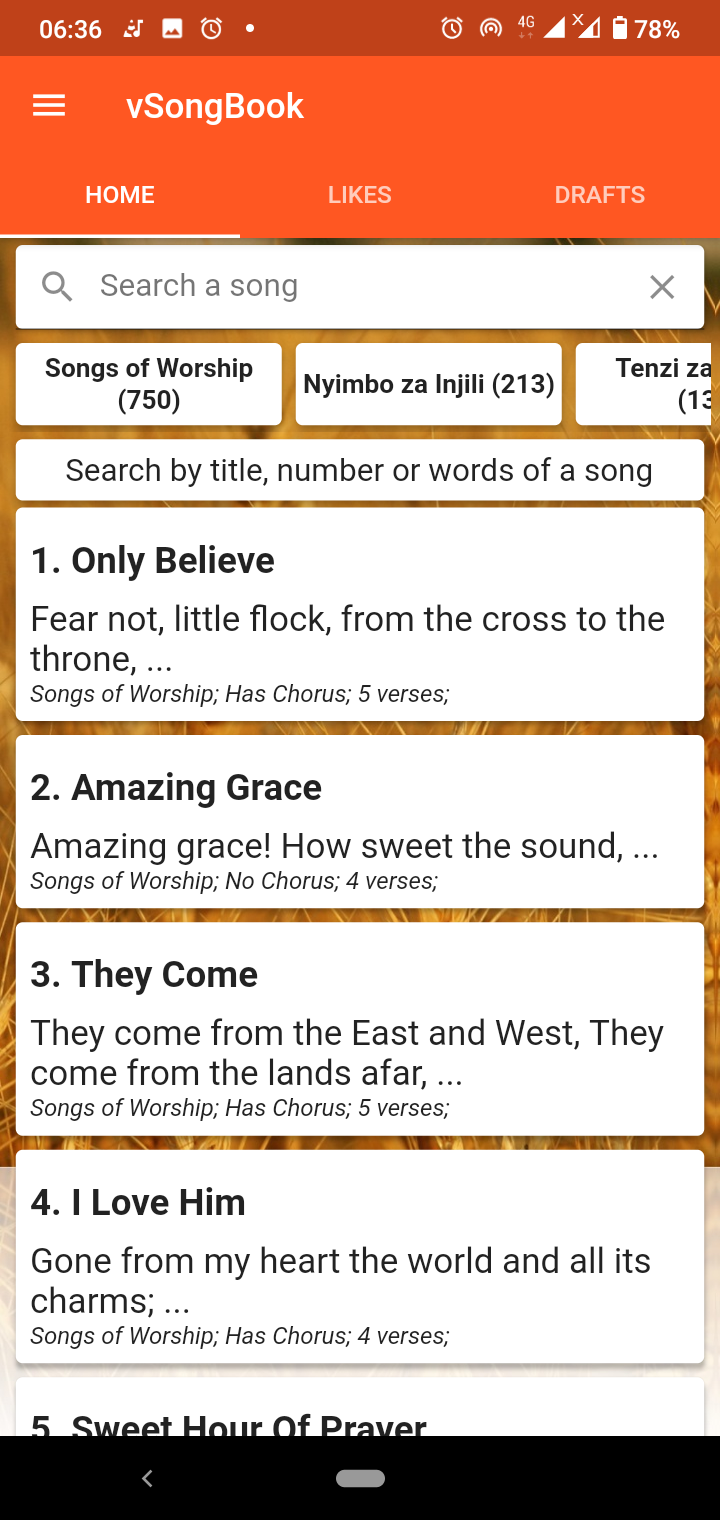 06:36
4G
78%
vSongBook
HOME
LIKES
DRAFTS
Search a song
Songs of Worship
(750)
Nyimbo za Injili (213)
Tenzi za
(13
Search by title, number or words of a song
1. Only Believe
Fear not, little flock, from the cross to the
throne, ...
Songs of Worship; Has Chorus; 5 verses;
2. Amazing Grace
Amazing grace! How sweet the sound, ...
Songs of Worship; No Chorus; 4 verses;
3. They Come
They come from the East and West, They
come from the lands afar, ...
Songs of Worship; Has Chorus; 5 verses;
4. I Love Him
Gone from my heart the world and all its
charms; ...
Songs of Worship; Has Chorus; 4 verses;
5. Sweet Hour Of Prayer